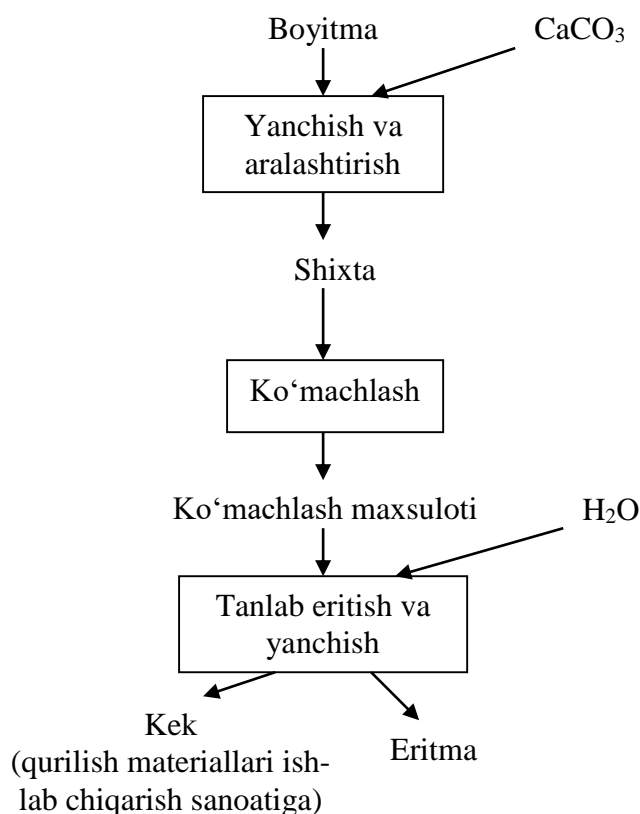 Boyitma
CaCO₃
Yanchish va
aralashtirish
Shixta
Ko‘machlash
Ko‘machlash maxsuloti
H₂O
Tanlab eritish va
yanchish
Kek
(qurilish materiallari ish-
lab chiqarish sanoatiga)
Eritma